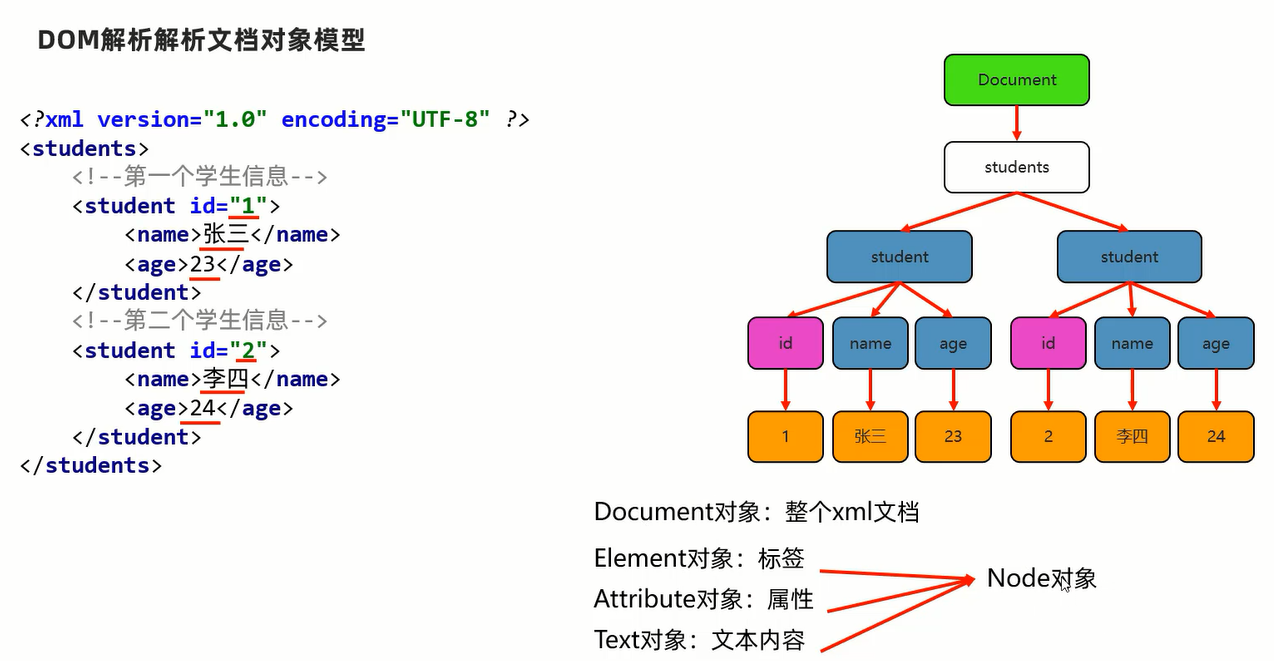 DOM解析解析文档对象模型
<?xml version="1.0" encoding="UTF-8" ?>
<students>
<!--第一个学生信息-->
<student id="1">
<name>张三</name>
<age>23</age>
</student>
<!--第二个学生信息-->
<student id="2">
<name>李四</name>
<age>24</age>
</student>
</students>
Document
students
student student
id name age id name age
1 张三 23 2 李四 24
Document对象：整个xml文档
Element对象：标签
Attribute对象：属性
Text对象：文本内容
Node对象